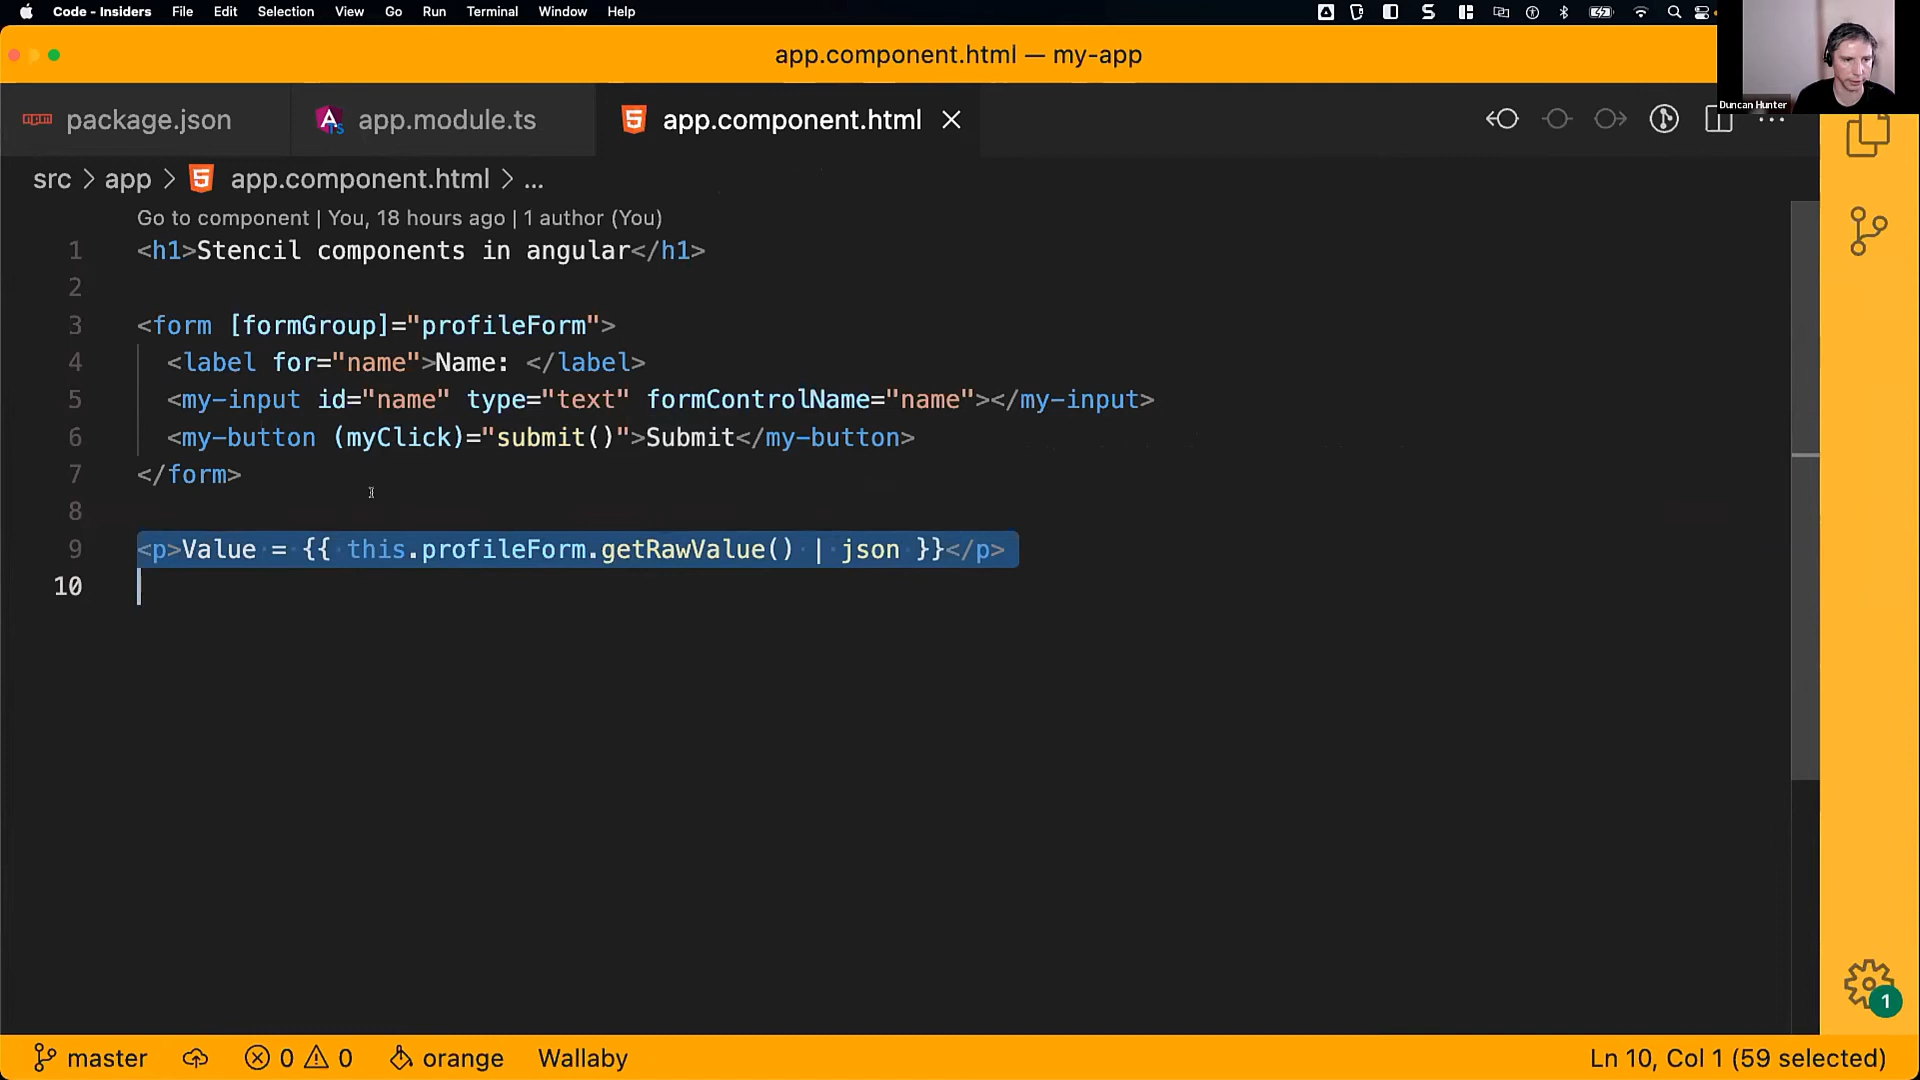 Code - Insiders File Edit Selection View Go Run Terminal Window Help
app.component.html — my-app
Duncan Hunter
package.json app.module.ts app.component.html
src > app > app.component.html > ...
Go to component | You, 18 hours ago | 1 author (You)
1 <h1>Stencil components in angular</h1>
2
3 <form [formGroup]="profileForm">
4 <label for="name">Name: </label>
5 <my-input id="name" type="text" formControlName="name"></my-input>
6 <my-button (myClick)="submit()">Submit</my-button>
7 </form>
8
9 <p>Value = {{ this.profileForm.getRawValue() | json }}</p>
10
1
master 0 0 orange Wallaby Ln 10, Col 1 (59 selected)